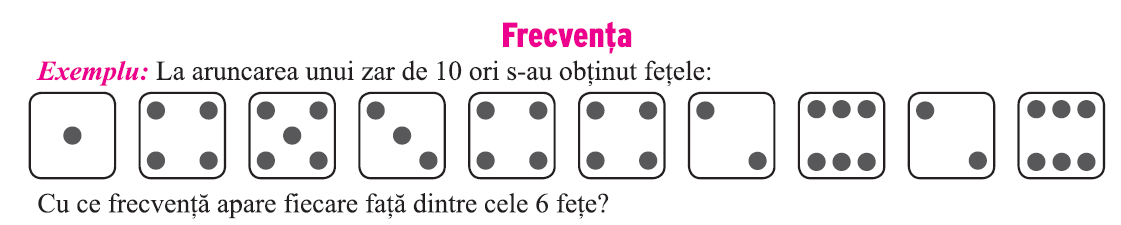 Frecvența
Exemplu: La aruncarea unui zar de 10 ori s-au obținut fețele:
Cu ce frecvență apare fiecare față dintre cele 6 fețe?